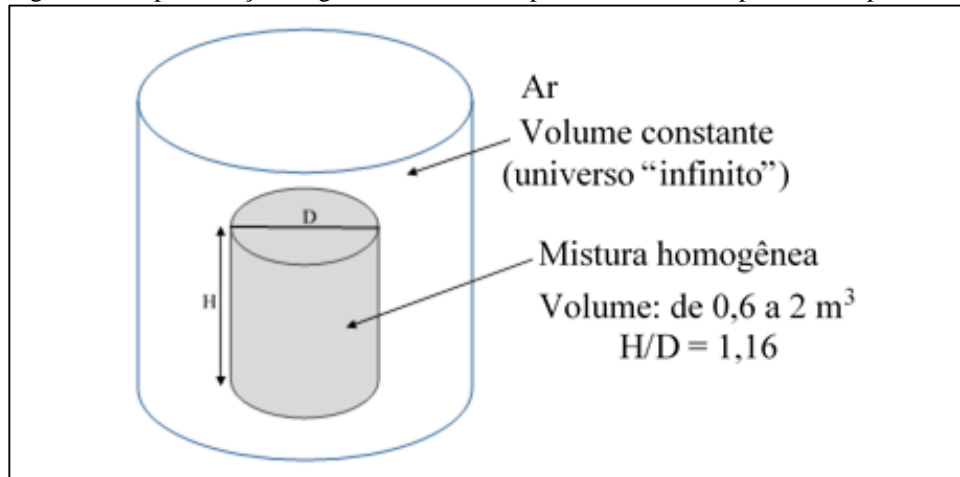 Ar
Volume constante
(universo “infinito”)
D
H
Mistura homogênea
Volume: de 0,6 a 2 m³
H/D = 1,16